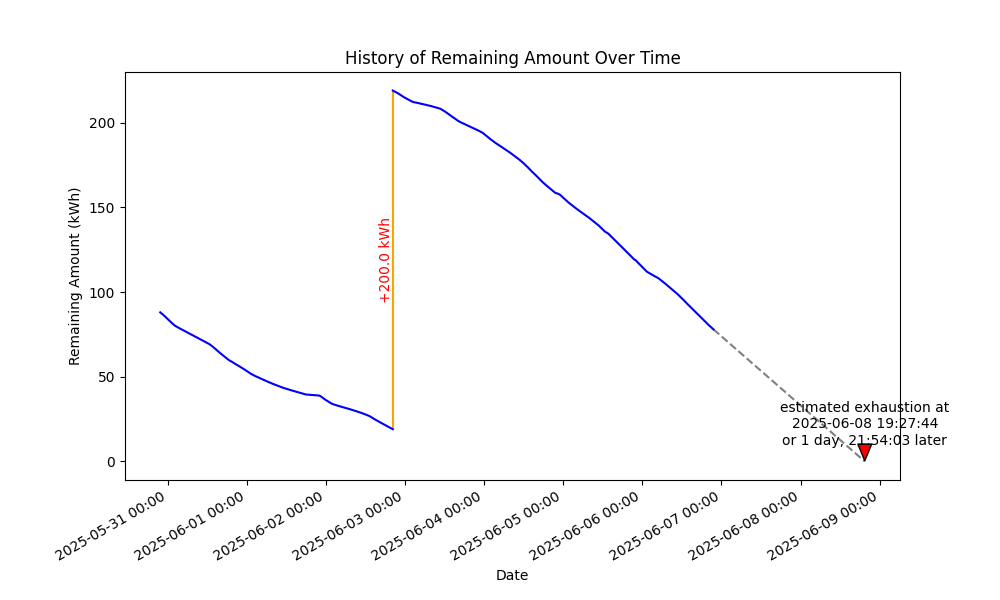 History of Remaining Amount Over Time
Remaining Amount (kWh)
200
150
100
50
0
+200.0 kWh
estimated exhaustion at
2025-06-08 19:27:44
or 1 day, 21:54:03 later
2025-05-31 00:00
2025-06-01 00:00
2025-06-02 00:00
2025-06-03 00:00
2025-06-04 00:00
2025-06-05 00:00
2025-06-06 00:00
2025-06-07 00:00
2025-06-08 00:00
2025-06-09 00:00
Date